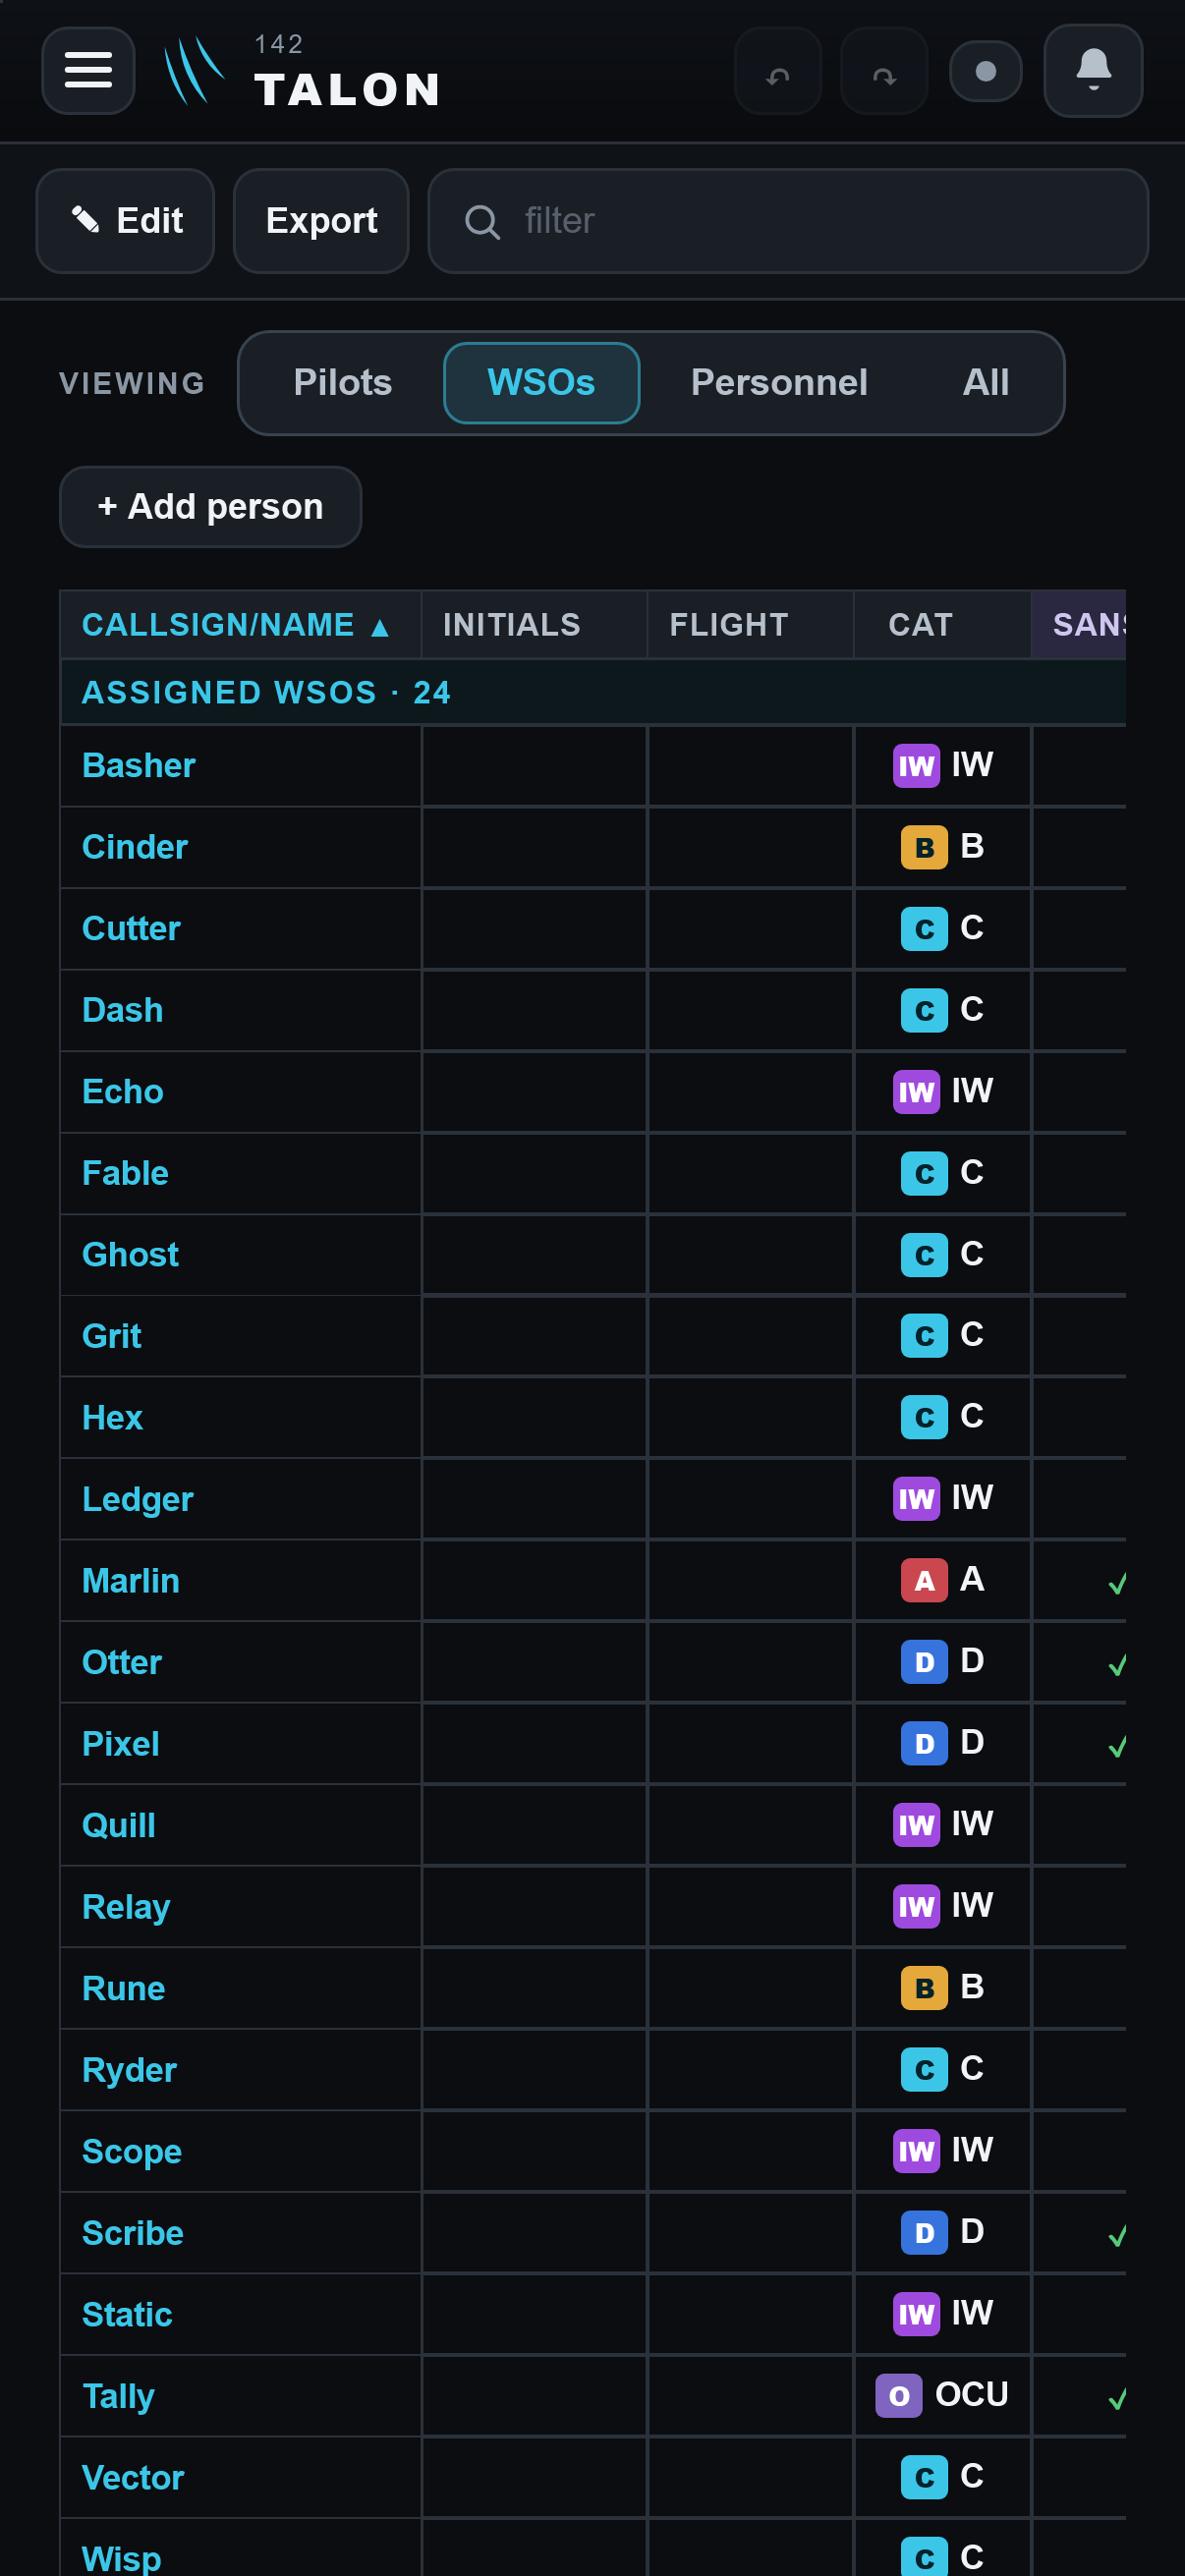 142
TALON
Edit Export filter
VIEWING Pilots WSOs Personnel All
+ Add person
CALLSIGN/NAME ▲ INITIALS FLIGHT CAT
ASSIGNED WSOS · 24
Basher IW IW
Cinder B B
Cutter C C
Dash C C
Echo IW IW
Fable C C
Ghost C C
Grit C C
Hex C C
Ledger IW IW
Marlin A A ✓
Otter D D ✓
Pixel D D ✓
Quill IW IW
Relay IW IW
Rune B B
Ryder C C
Scope IW IW
Scribe D D ✓
Static IW IW
Tally O OCU ✓
Vector C C
Wisp C C